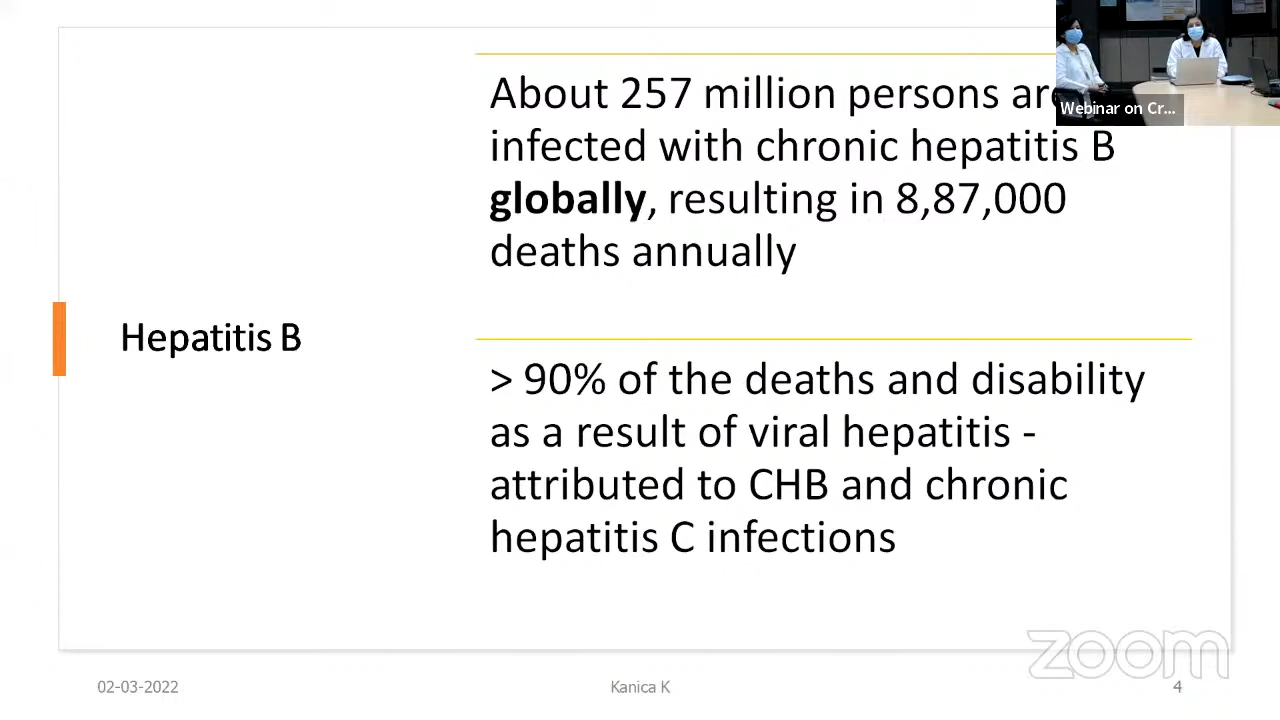 About 257 million persons are
infected with chronic hepatitis B
globally, resulting in 8,87,000
deaths annually
Webinar on Cr...
Hepatitis B
> 90% of the deaths and disability
as a result of viral hepatitis -
attributed to CHB and chronic
hepatitis C infections
zoom
02-03-2022
Kanica K
4